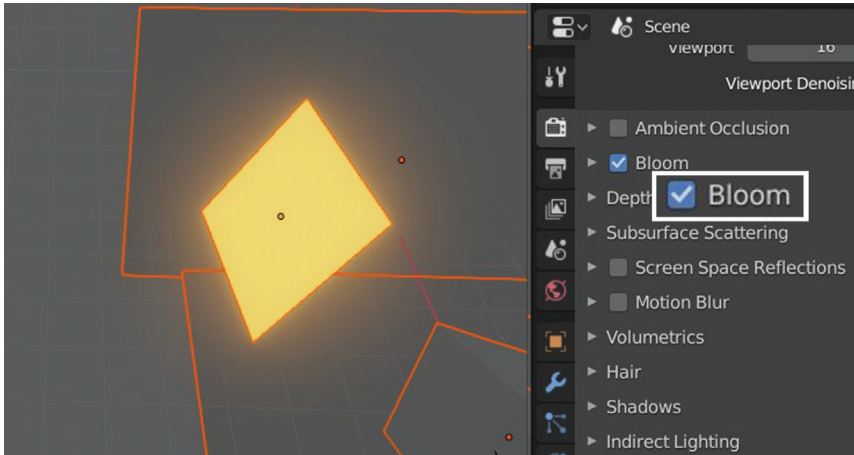 Scene
Viewport 16
Viewport Denoisin
Ambient Occlusion
Bloom
Depth
Bloom
Subsurface Scattering
Screen Space Reflections
Motion Blur
Volumetrics
Hair
Shadows
Indirect Lighting